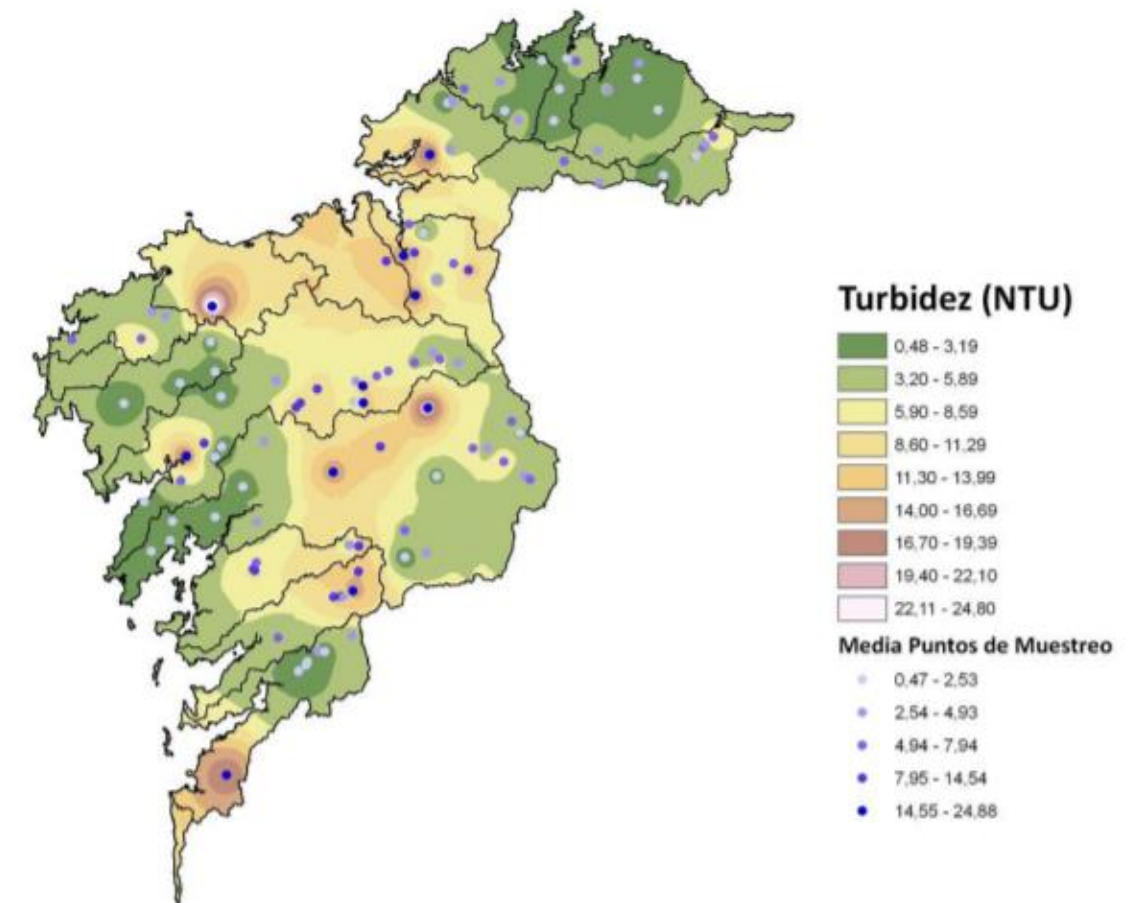 Turbidez (NTU)
0,48 - 3,19
3,20 - 5,89
5,90 - 8,59
8,60 - 11,29
11,30 - 13,99
14,00 - 16,69
16,70 - 19,39
19,40 - 22,10
22,11 - 24,80
Media Puntos de Muestreo
0,47 - 2,53
2,54 - 4,93
4,94 - 7,94
7,95 - 14,54
14,55 - 24,88